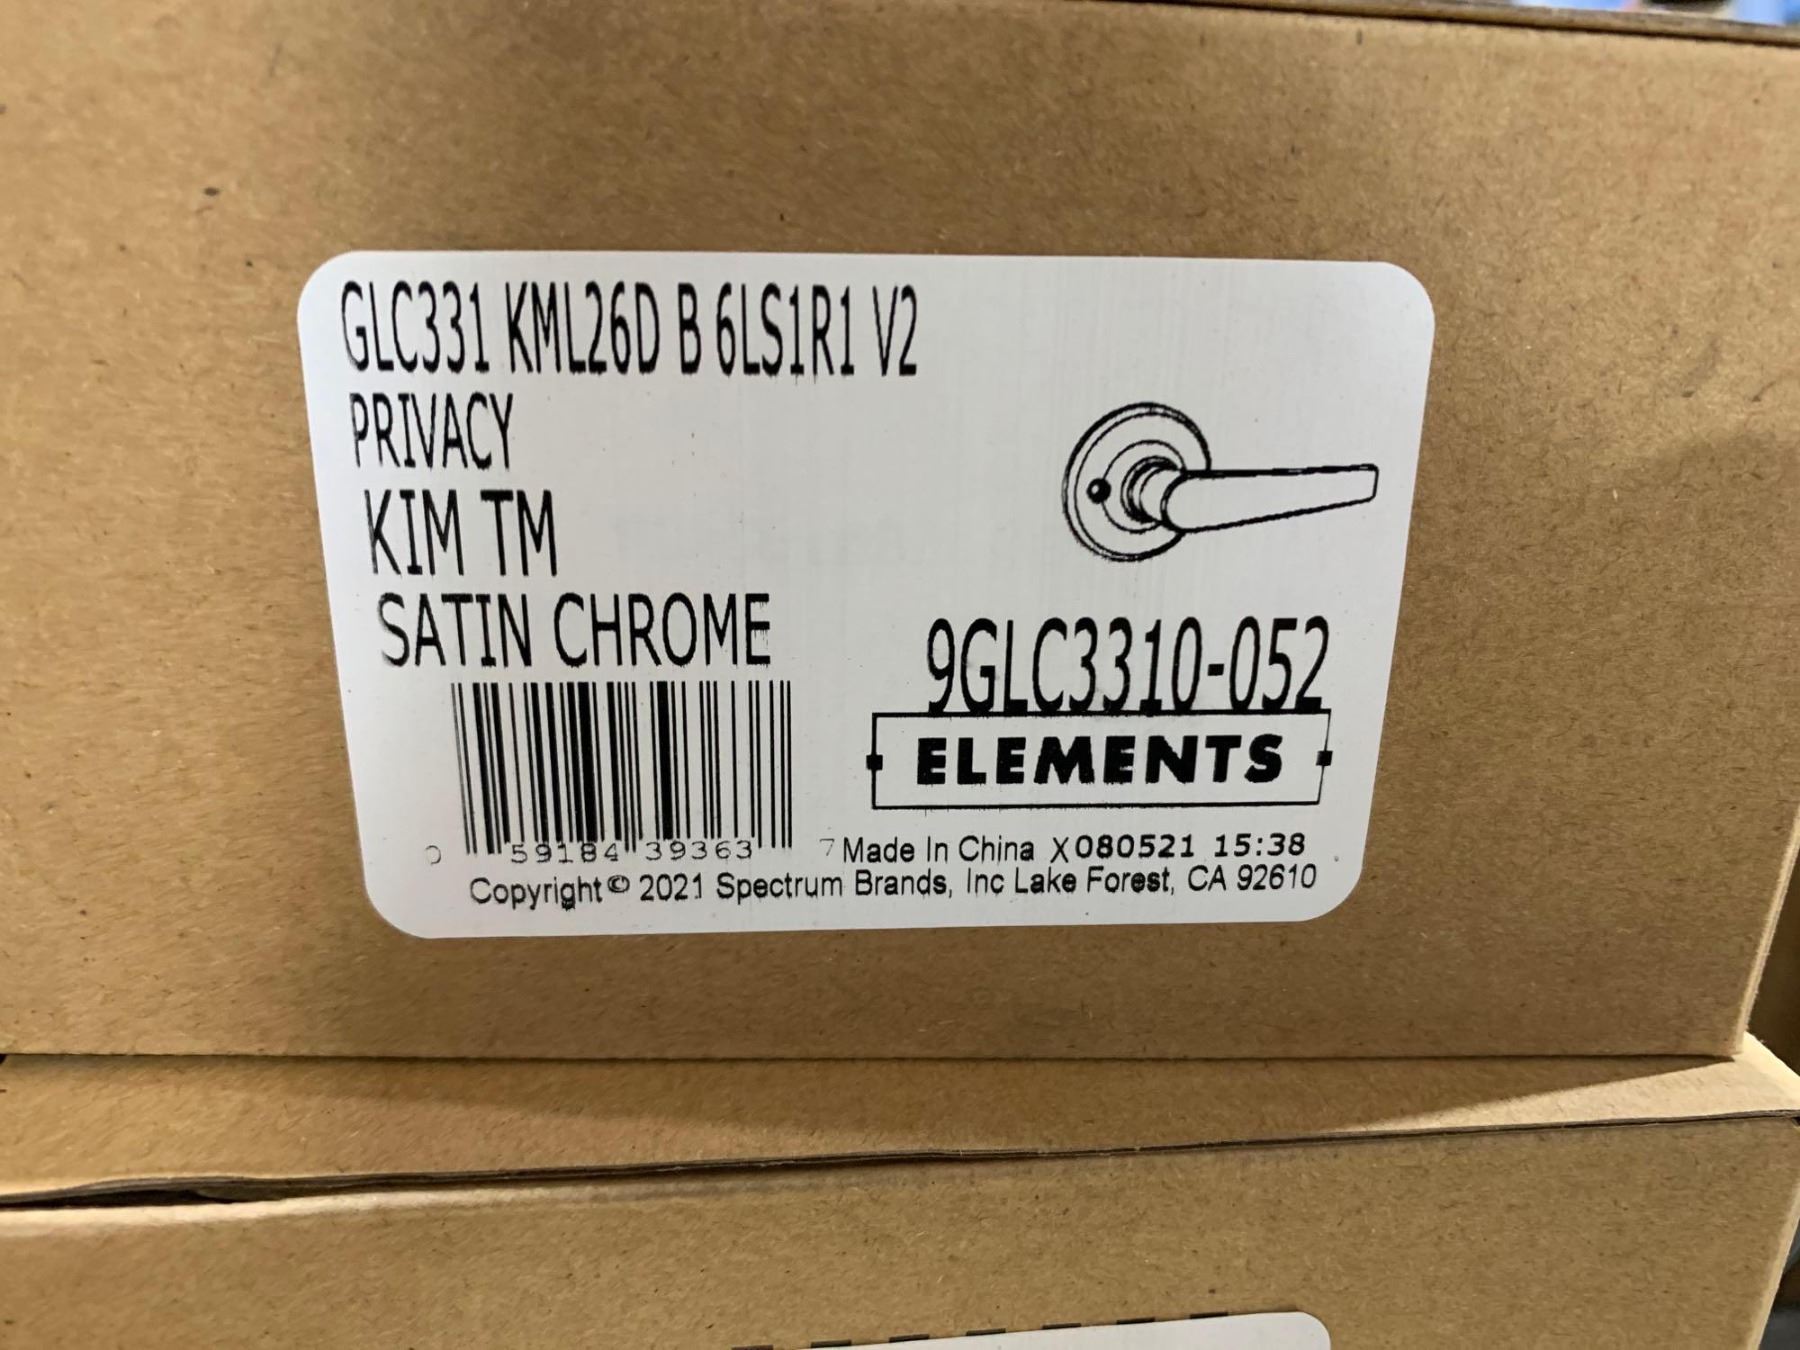 GLC331 KML26D B 6LS1R1 V2
PRIVACY
KIM TM
SATIN CHROME
9GLC3310-052
ELEMENTS
0 59184 39363 7
Made In China X080521 15:38
Copyright © 2021 Spectrum Brands, Inc Lake Forest, CA 92610